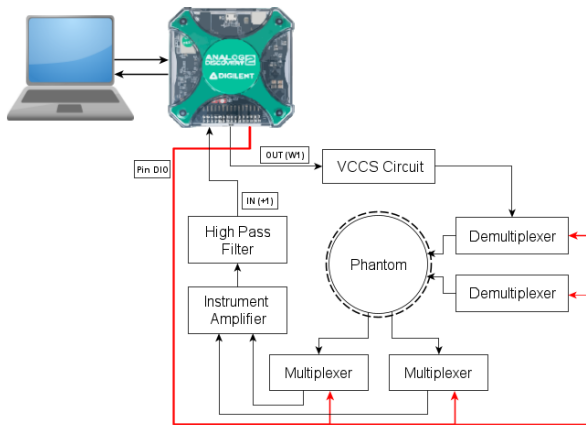 ANALOG
DISCOVERY 2
DIGILENT
Pin DIO
OUT (W1)
VCCS Circuit
IN (+1)
High Pass
Filter
Demultiplexer
Phantom
Demultiplexer
Instrument
Amplifier
Multiplexer
Multiplexer